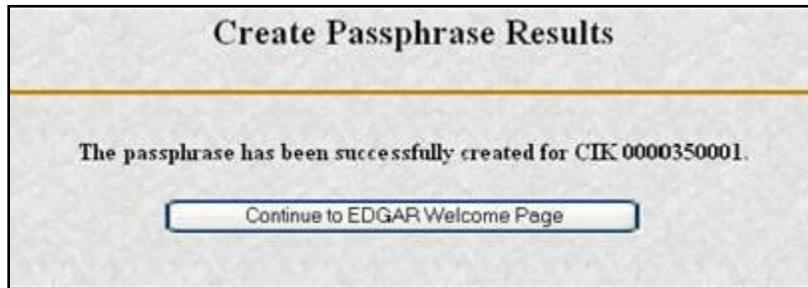 Create Passphrase Results
The passphrase has been successfully created for CIK 0000350001.
Continue to EDGAR Welcome Page